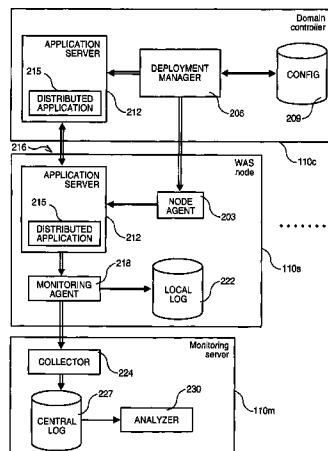 Domain controller
APPLICATION SERVER
215
DISTRIBUTED APPLICATION
212
DEPLOYMENT MANAGER
206
CONFIG
209
110c
216
WAS node
APPLICATION SERVER
215
DISTRIBUTED APPLICATION
212
NODE AGENT
203
MONITORING AGENT
218
LOCAL LOG
222
110s
Monitoring server
COLLECTOR
224
227
CENTRAL LOG
230
ANALYZER
110m